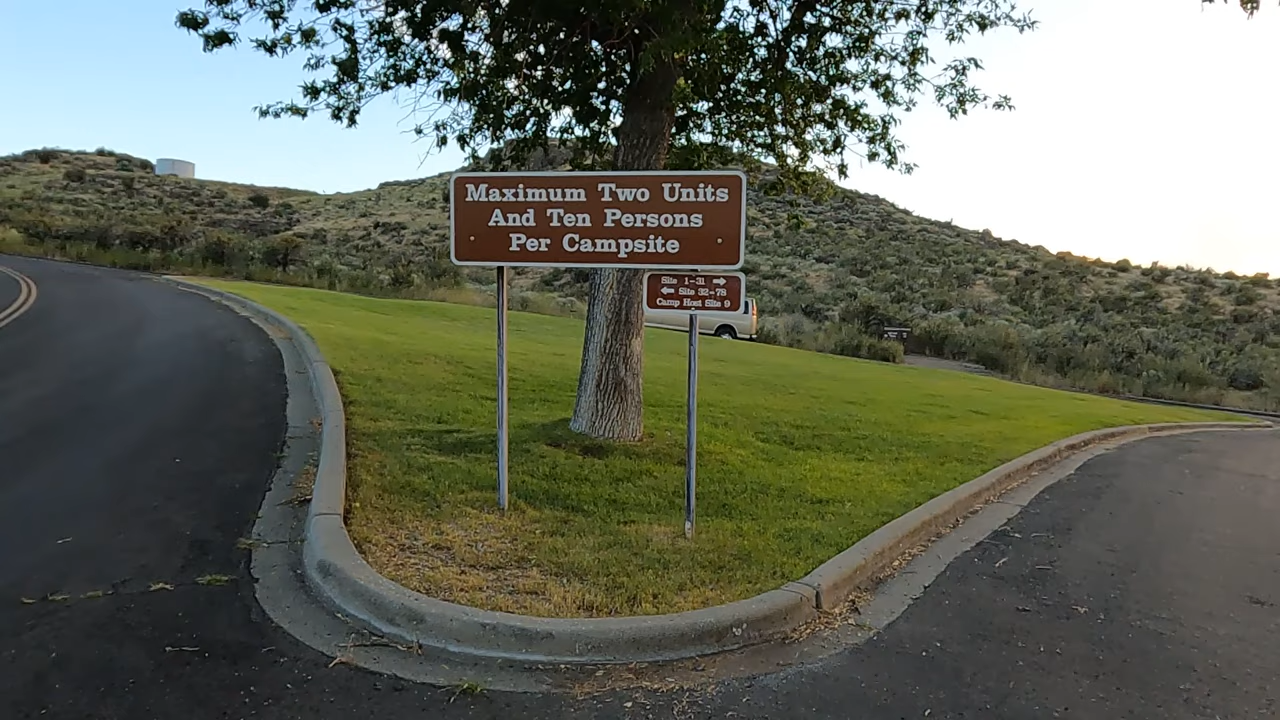 Maximum Two Units
And Ten Persons
Per Campsite
Site 1-31 →
← Site 32-78
Camp Host Site 9